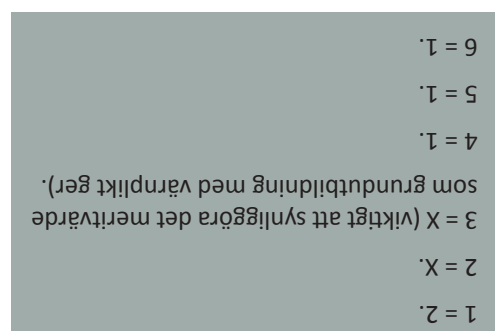 1 = 2.
2 = X.
3 = X (viktigt att synliggöra det meritvärde
som grundutbildning med värnplikt ger).
4 = 1.
5 = 1.
6 = 1.